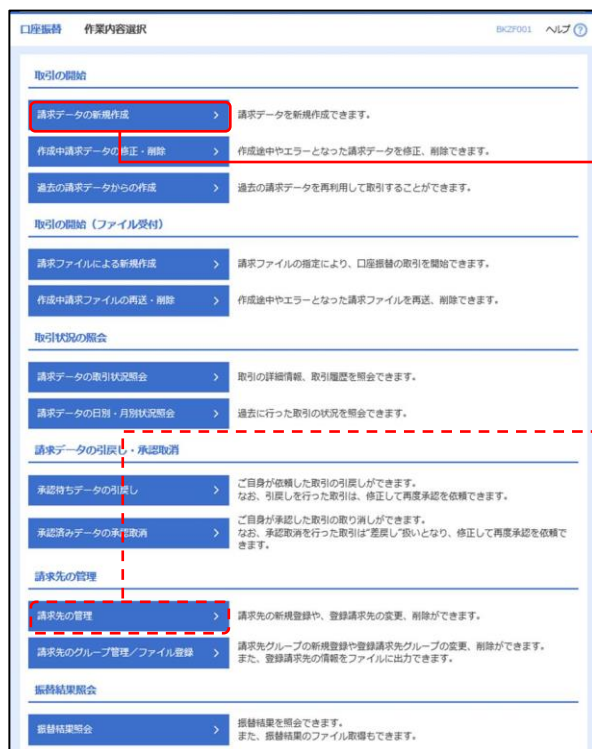 口座振替 作業内容選択 BKZF001 ヘルプ ?
取引の開始
請求データの新規作成 > 請求データを新規作成できます。
作成中請求データの修正・削除 > 作成途中やエラーとなった請求データを修正、削除できます。
過去の請求データからの作成 > 過去の請求データを再利用して取引することができます。
取引の開始（ファイル受付）
請求ファイルによる新規作成 > 請求ファイルの指定により、口座振替の取引を開始できます。
作成中請求ファイルの再送・削除 > 作成途中やエラーとなった請求ファイルを再送、削除できます。
取引状況の照会
請求データの取引状況照会 > 取引の詳細情報、取引履歴を照会できます。
請求データの日別・月別状況照会 > 過去に行った取引の状況を照会できます。
請求データの引戻し・承認取消
承認待ちデータの引戻し > ご自身が依頼した取引の引戻しができます。
なお、引戻しを行った取引は、修正して再度承認を依頼できます。
承認済みデータの承認取消 > ご自身が承認した取引の取り消しができます。
なお、承認取消を行った取引は"差戻し"扱いとなり、修正して再度承認を依頼で
きます。
請求先の管理
請求先の管理 > 請求先の新規登録や、登録請求先の変更、削除ができます。
請求先のグループ管理／ファイル登録 > 請求先グループの新規登録や登録請求先グループの変更、削除ができます。
また、登録請求先の情報をファイルに出力できます。
振替結果照会
振替結果照会 > 振替結果を照会できます。
また、振替結果のファイル取得もできます。